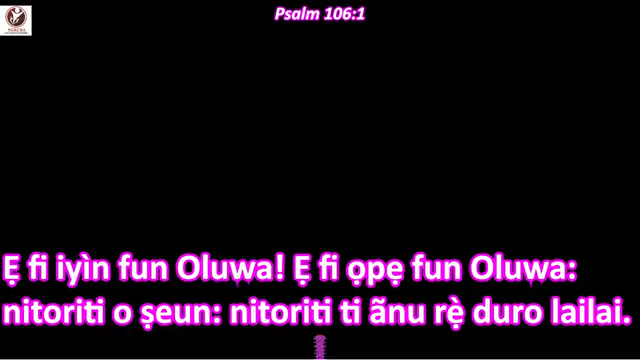 Psalm 106:1
Ẹ fi iyìn fun Oluwa! Ẹ fi ọpẹ fun Oluwa:
nitoriti o ṣeun: nitoriti ti ãnu rẹ̀ duro lailai.